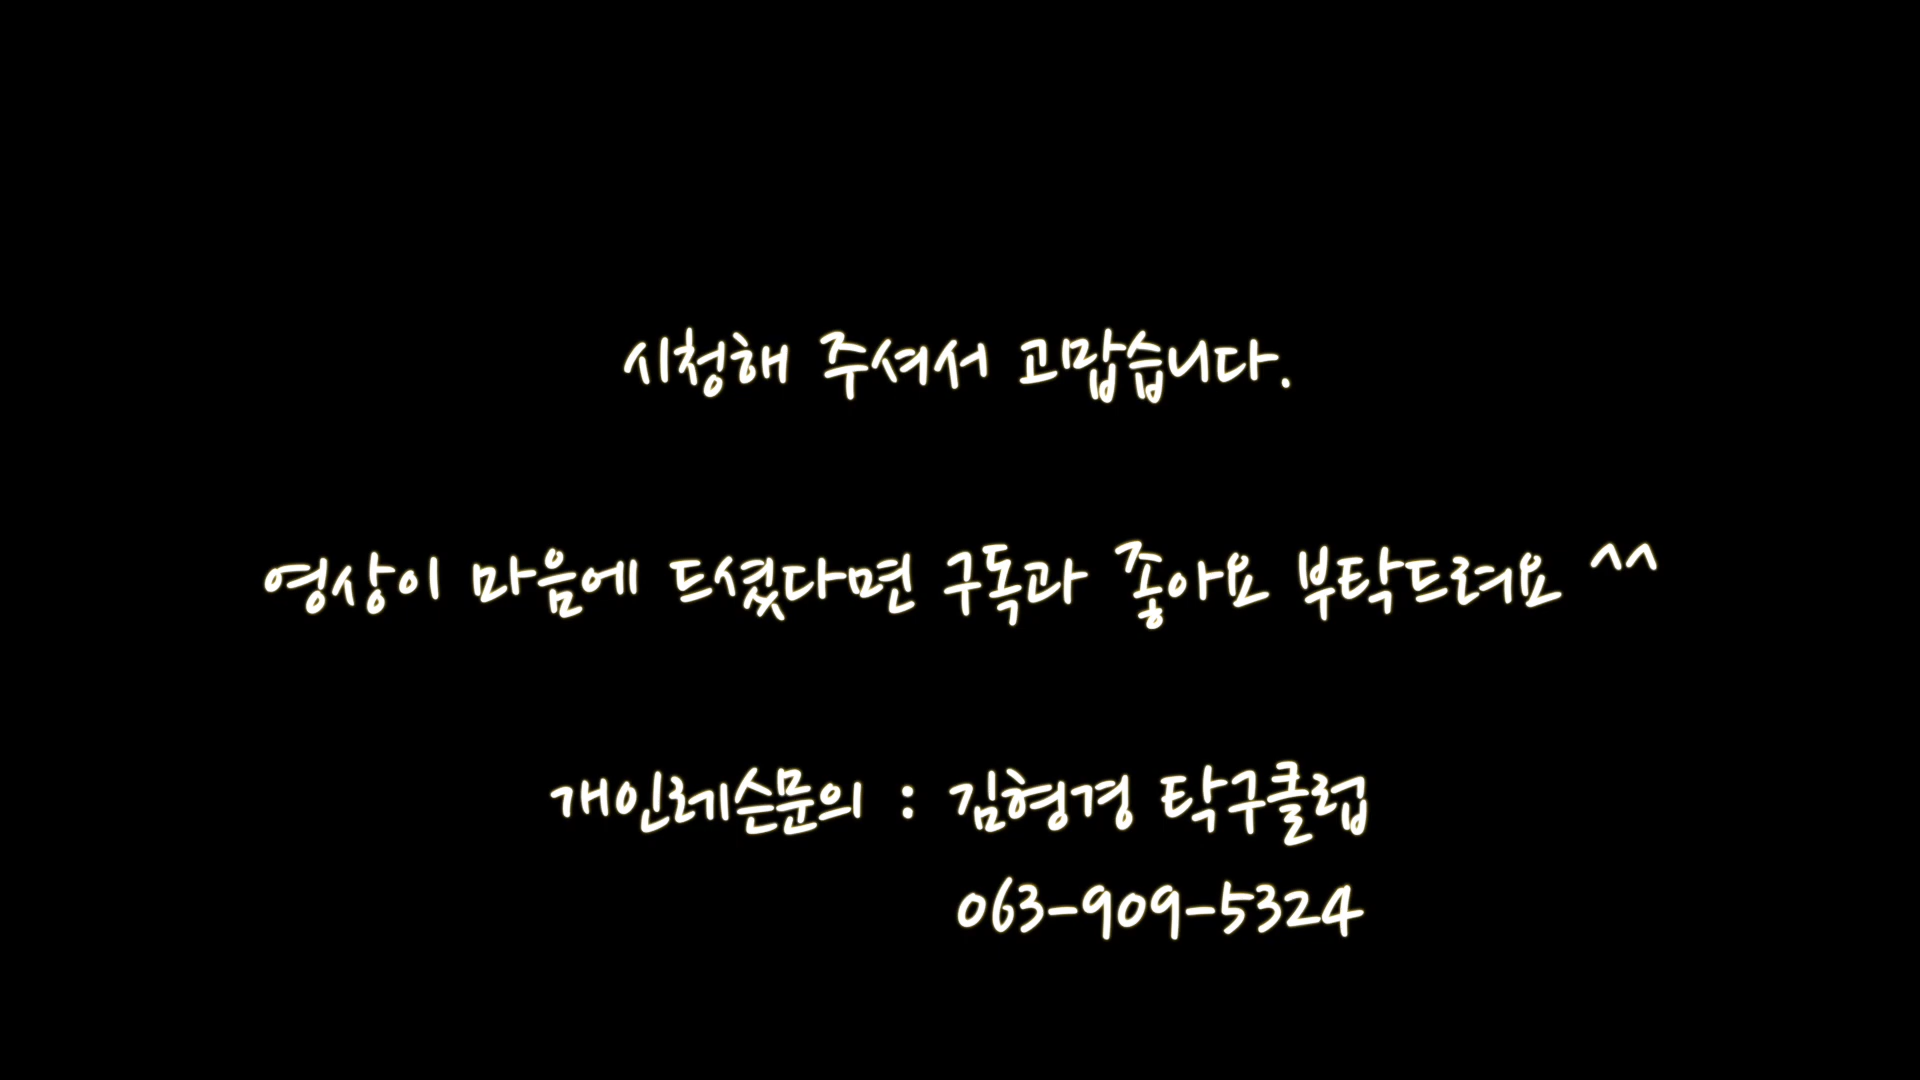 시청해 주셔서 고맙습니다.
영상이 마음에 드셨다면 구독과 좋아요 부탁드려요 ^^
개인레슨문의 : 김형경 탁구클럽
063-909-5324